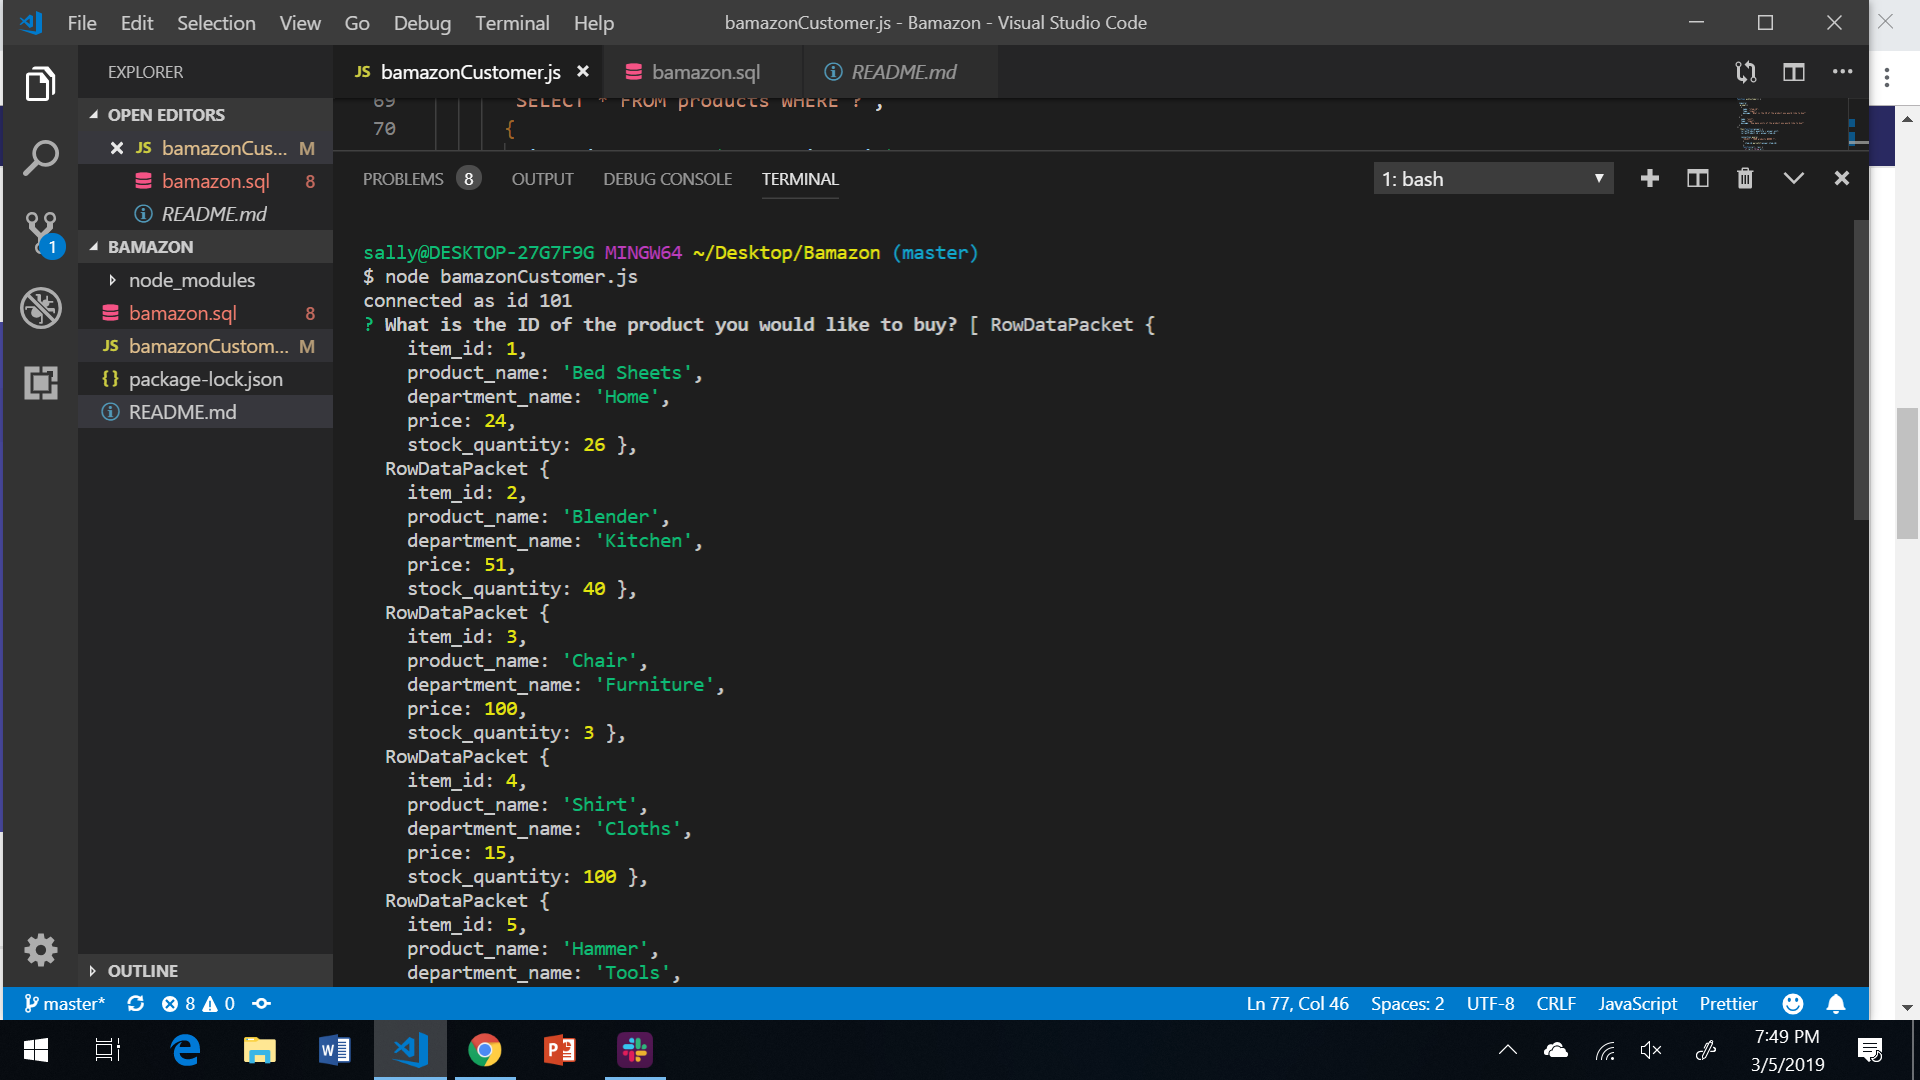 File Edit Selection View Go Debug Terminal Help
bamazonCustomer.js - Bamazon - Visual Studio Code
EXPLORER
JS bamazonCustomer.js
bamazon.sql
README.md
OPEN EDITORS
JS bamazonCus... M
bamazon.sql 8
README.md
1
BAMAZON
node_modules
bamazon.sql 8
JS bamazonCustom... M
{} package-lock.json
README.md
OUTLINE
69 SELECT * FROM products WHERE ?",
70 {
PROBLEMS 8 OUTPUT DEBUG CONSOLE TERMINAL
1: bash
sally@DESKTOP-27G7F9G MINGW64 ~/Desktop/Bamazon (master)
$ node bamazonCustomer.js
connected as id 101
? What is the ID of the product you would like to buy? [ RowDataPacket {
item_id: 1,
product_name: 'Bed Sheets',
department_name: 'Home',
price: 24,
stock_quantity: 26 },
RowDataPacket {
item_id: 2,
product_name: 'Blender',
department_name: 'Kitchen',
price: 51,
stock_quantity: 40 },
RowDataPacket {
item_id: 3,
product_name: 'Chair',
department_name: 'Furniture',
price: 100,
stock_quantity: 3 },
RowDataPacket {
item_id: 4,
product_name: 'Shirt',
department_name: 'Cloths',
price: 15,
stock_quantity: 100 },
RowDataPacket {
item_id: 5,
product_name: 'Hammer',
department_name: 'Tools',
master* 8 0
Ln 77, Col 46 Spaces: 2 UTF-8 CRLF JavaScript Prettier
7:49 PM
3/5/2019